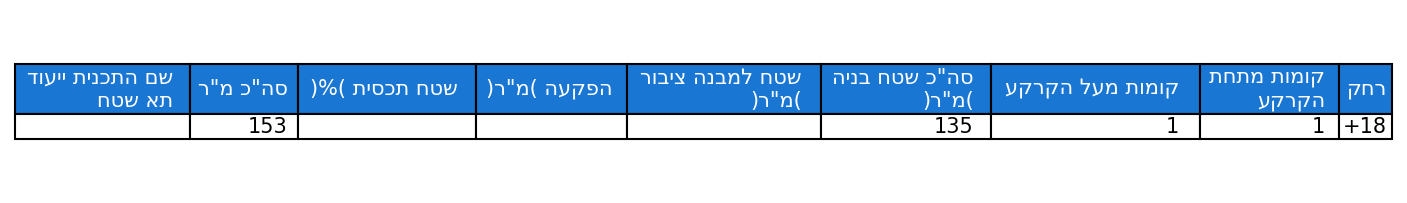 רחק
קומות מתחת
הקרקע
קומות מעל הקרקע
סה"כ שטח בניה
)מ"ר(
שטח למבנה ציבור
)מ"ר(
הפקעה )מ"ר(
שטח תכסית )%(
סה"כ מ"ר
שם התכנית ייעוד
תא שטח
18+
1
1
135
153